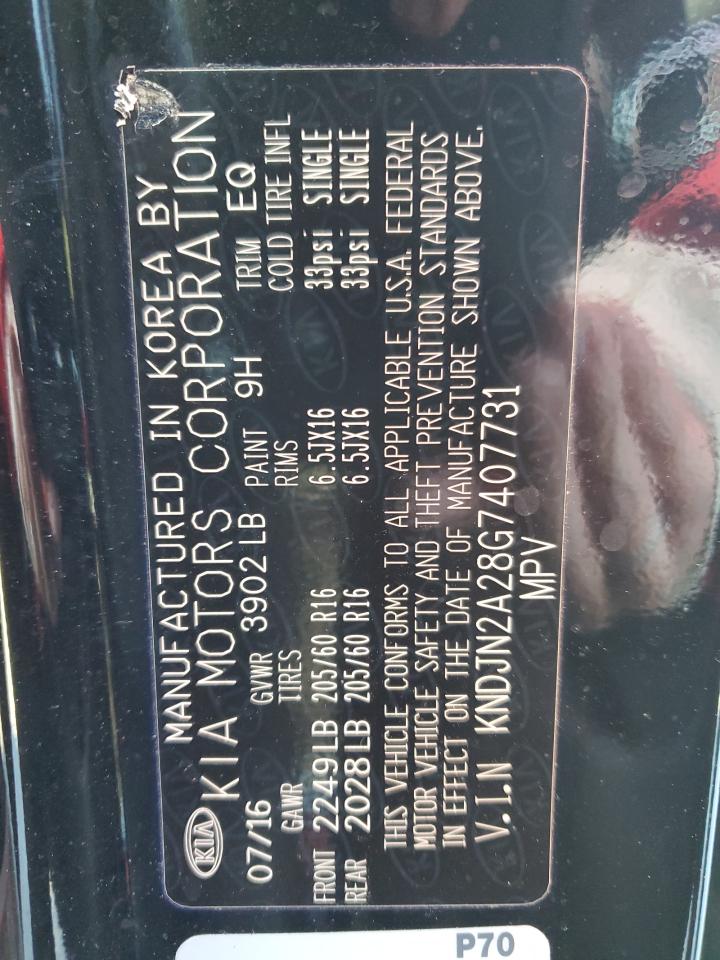 KIA
MANUFACTURED IN KOREA BY
KIA MOTORS CORPORATION
07/16 GVWR 3902 LB PAINT 9H TRIM EQ
GAWR TIRES RIMS COLD TIRE INFL
FRONT 2249LB 205/60 R16 6.5JX16 33psi SINGLE
REAR 2028LB 205/60 R16 6.5JX16 33psi SINGLE
THIS VEHICLE CONFORMS TO ALL APPLICABLE U.S.A. FEDERAL
MOTOR VEHICLE SAFETY AND THEFT PREVENTION STANDARDS
IN EFFECT ON THE DATE OF MANUFACTURE SHOWN ABOVE.
V.I.N KNDJN2A28G7407731
MPV
P70